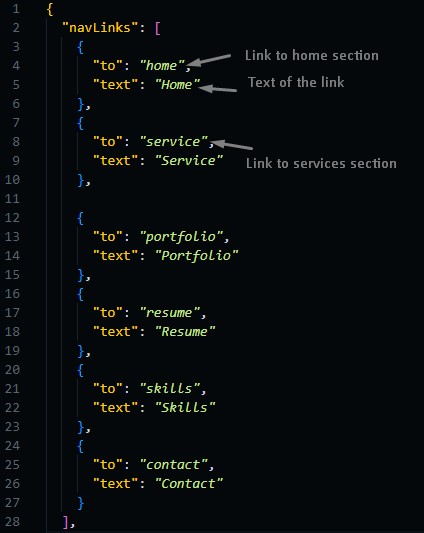 1 {
2 "navLinks": [
3 {
4 "to": "home", Link to home section
5 "text": "Home" Text of the link
6 },
7 {
8 "to": "service",
9 "text": "Service" Link to services section
10 },
11
12 {
13 "to": "portfolio",
14 "text": "Portfolio"
15 },
16 {
17 "to": "resume",
18 "text": "Resume"
19 },
20 {
21 "to": "skills",
22 "text": "Skills"
23 },
24 {
25 "to": "contact",
26 "text": "Contact"
27 }
28 ],